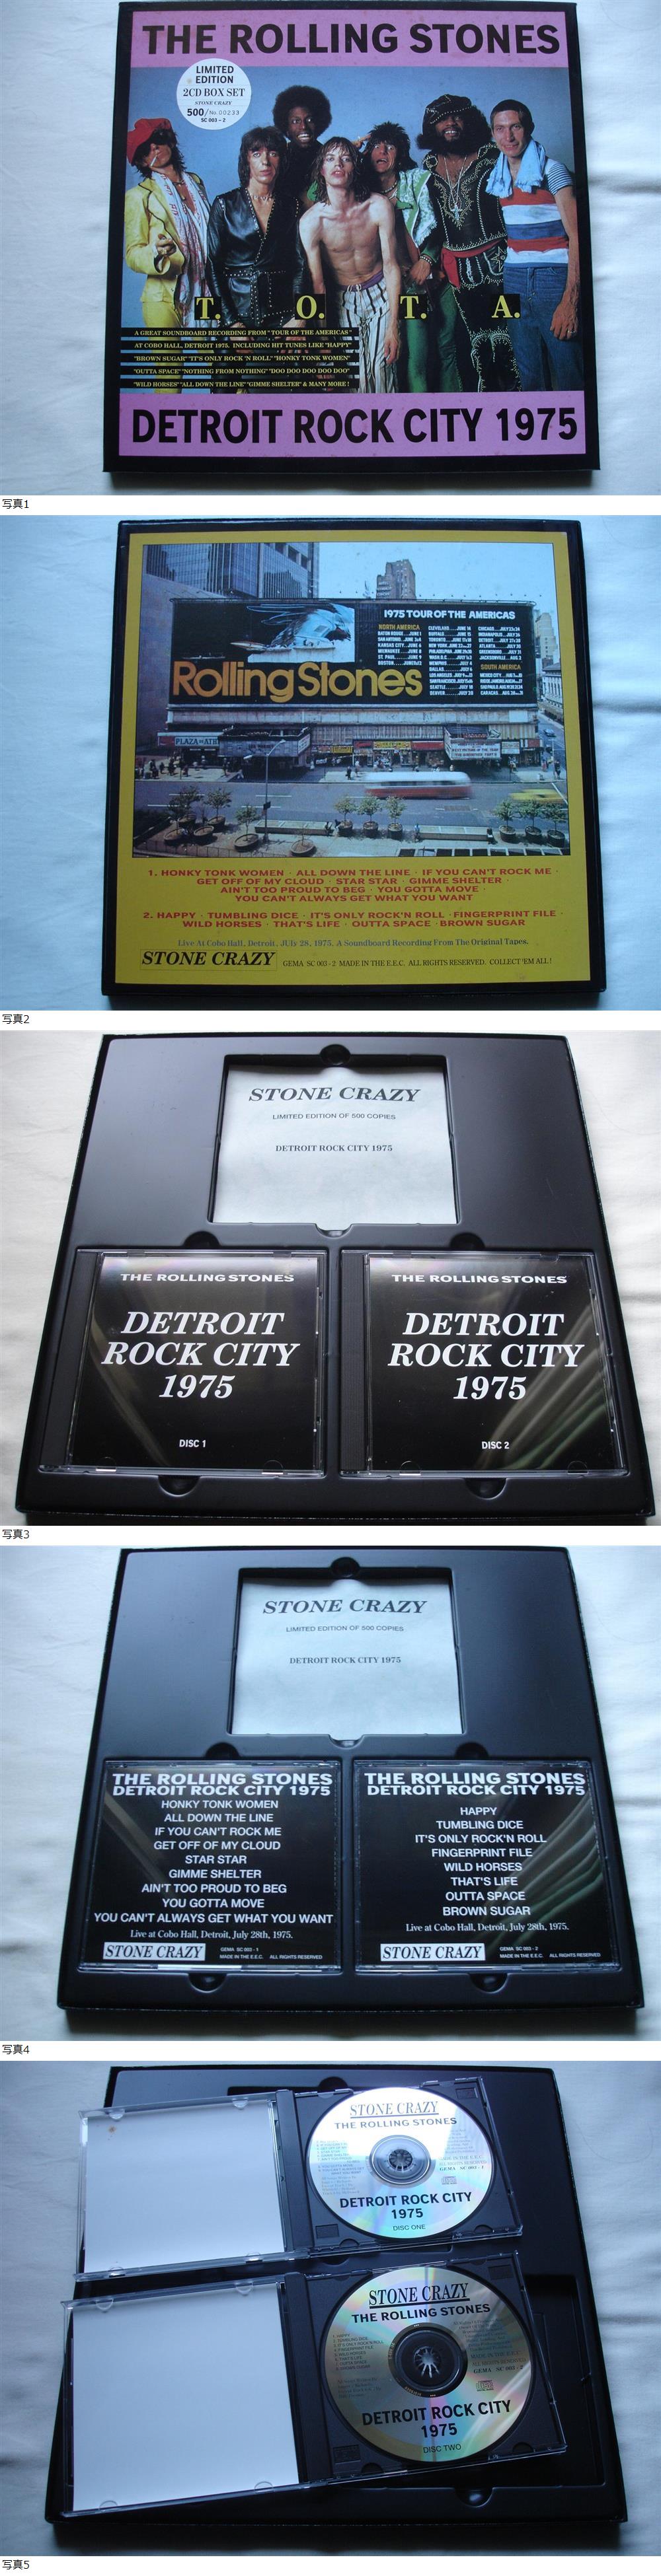 THE ROLLING STONES
LIMITED
EDITION
2CD BOX SET
STONE CRAZY
500/No.00233
SC 003-2
T. O. T. A.
A GREAT SOUNDBOARD RECORDING FROM "TOUR OF THE AMERICAS"
AT COBO HALL, DETROIT 1975. INCLUDING HIT TUNES LIKE "HAPPY"
"BROWN SUGAR" "IT'S ONLY ROCK'N ROLL" "HONKY TONK WOMEN"
"OUTTA SPACE" "NOTHING FROM NOTHING" "DOO DOO DOO DOO DOO"
"WILD HORSES" "ALL DOWN THE LINE" "GIMME SHELTER" & MANY MORE!
DETROIT ROCK CITY 1975
写真1
1975 TOUR OF THE AMERICAS
NORTH AMERICA
SOUTH AMERICA
Rolling Stones
1. HONKY TONK WOMEN · ALL DOWN THE LINE · IF YOU CAN'T ROCK ME ·
GET OFF OF MY CLOUD · STAR STAR · GIMME SHELTER ·
AIN'T TOO PROUD TO BEG · YOU GOTTA MOVE ·
YOU CAN'T ALWAYS GET WHAT YOU WANT
2. HAPPY · TUMBLING DICE · IT'S ONLY ROCK'N ROLL · FINGERPRINT FILE ·
WILD HORSES · THAT'S LIFE · OUTTA SPACE · BROWN SUGAR
Live At Cobo Hall, Detroit, July 28, 1975. A Soundboard Recording From The Original Tapes.
STONE CRAZY GEMA SC 003-2 MADE IN THE E.E.C. ALL RIGHTS RESERVED. COLLECT 'EM ALL!
写真2
STONE CRAZY
LIMITED EDITION OF 500 COPIES
DETROIT ROCK CITY 1975
THE ROLLING STONES
DETROIT
ROCK CITY
1975
DISC 1
THE ROLLING STONES
DETROIT
ROCK CITY
1975
DISC 2
写真3
STONE CRAZY
LIMITED EDITION OF 500 COPIES
DETROIT ROCK CITY 1975
THE ROLLING STONES
DETROIT ROCK CITY 1975
HONKY TONK WOMEN
ALL DOWN THE LINE
IF YOU CAN'T ROCK ME
GET OFF OF MY CLOUD
STAR STAR
GIMME SHELTER
AIN'T TOO PROUD TO BEG
YOU GOTTA MOVE
YOU CAN'T ALWAYS GET WHAT YOU WANT
Live at Cobo Hall, Detroit, July 28th, 1975.
STONE CRAZY
GEMA SC 003-1
MADE IN THE E.E.C. ALL RIGHTS RESERVED
THE ROLLING STONES
DETROIT ROCK CITY 1975
HAPPY
TUMBLING DICE
IT'S ONLY ROCK'N ROLL
FINGERPRINT FILE
WILD HORSES
THAT'S LIFE
OUTTA SPACE
BROWN SUGAR
Live at Cobo Hall, Detroit, July 28th, 1975.
STONE CRAZY
GEMA SC 003-2
MADE IN THE E.E.C. ALL RIGHTS RESERVED
写真4
STONE CRAZY
THE ROLLING STONES
GEMA SC 003-1
DETROIT ROCK CITY
1975
DISC ONE
STONE CRAZY
THE ROLLING STONES
GEMA SC 003-2
DETROIT ROCK CITY
1975
DISC TWO
写真5